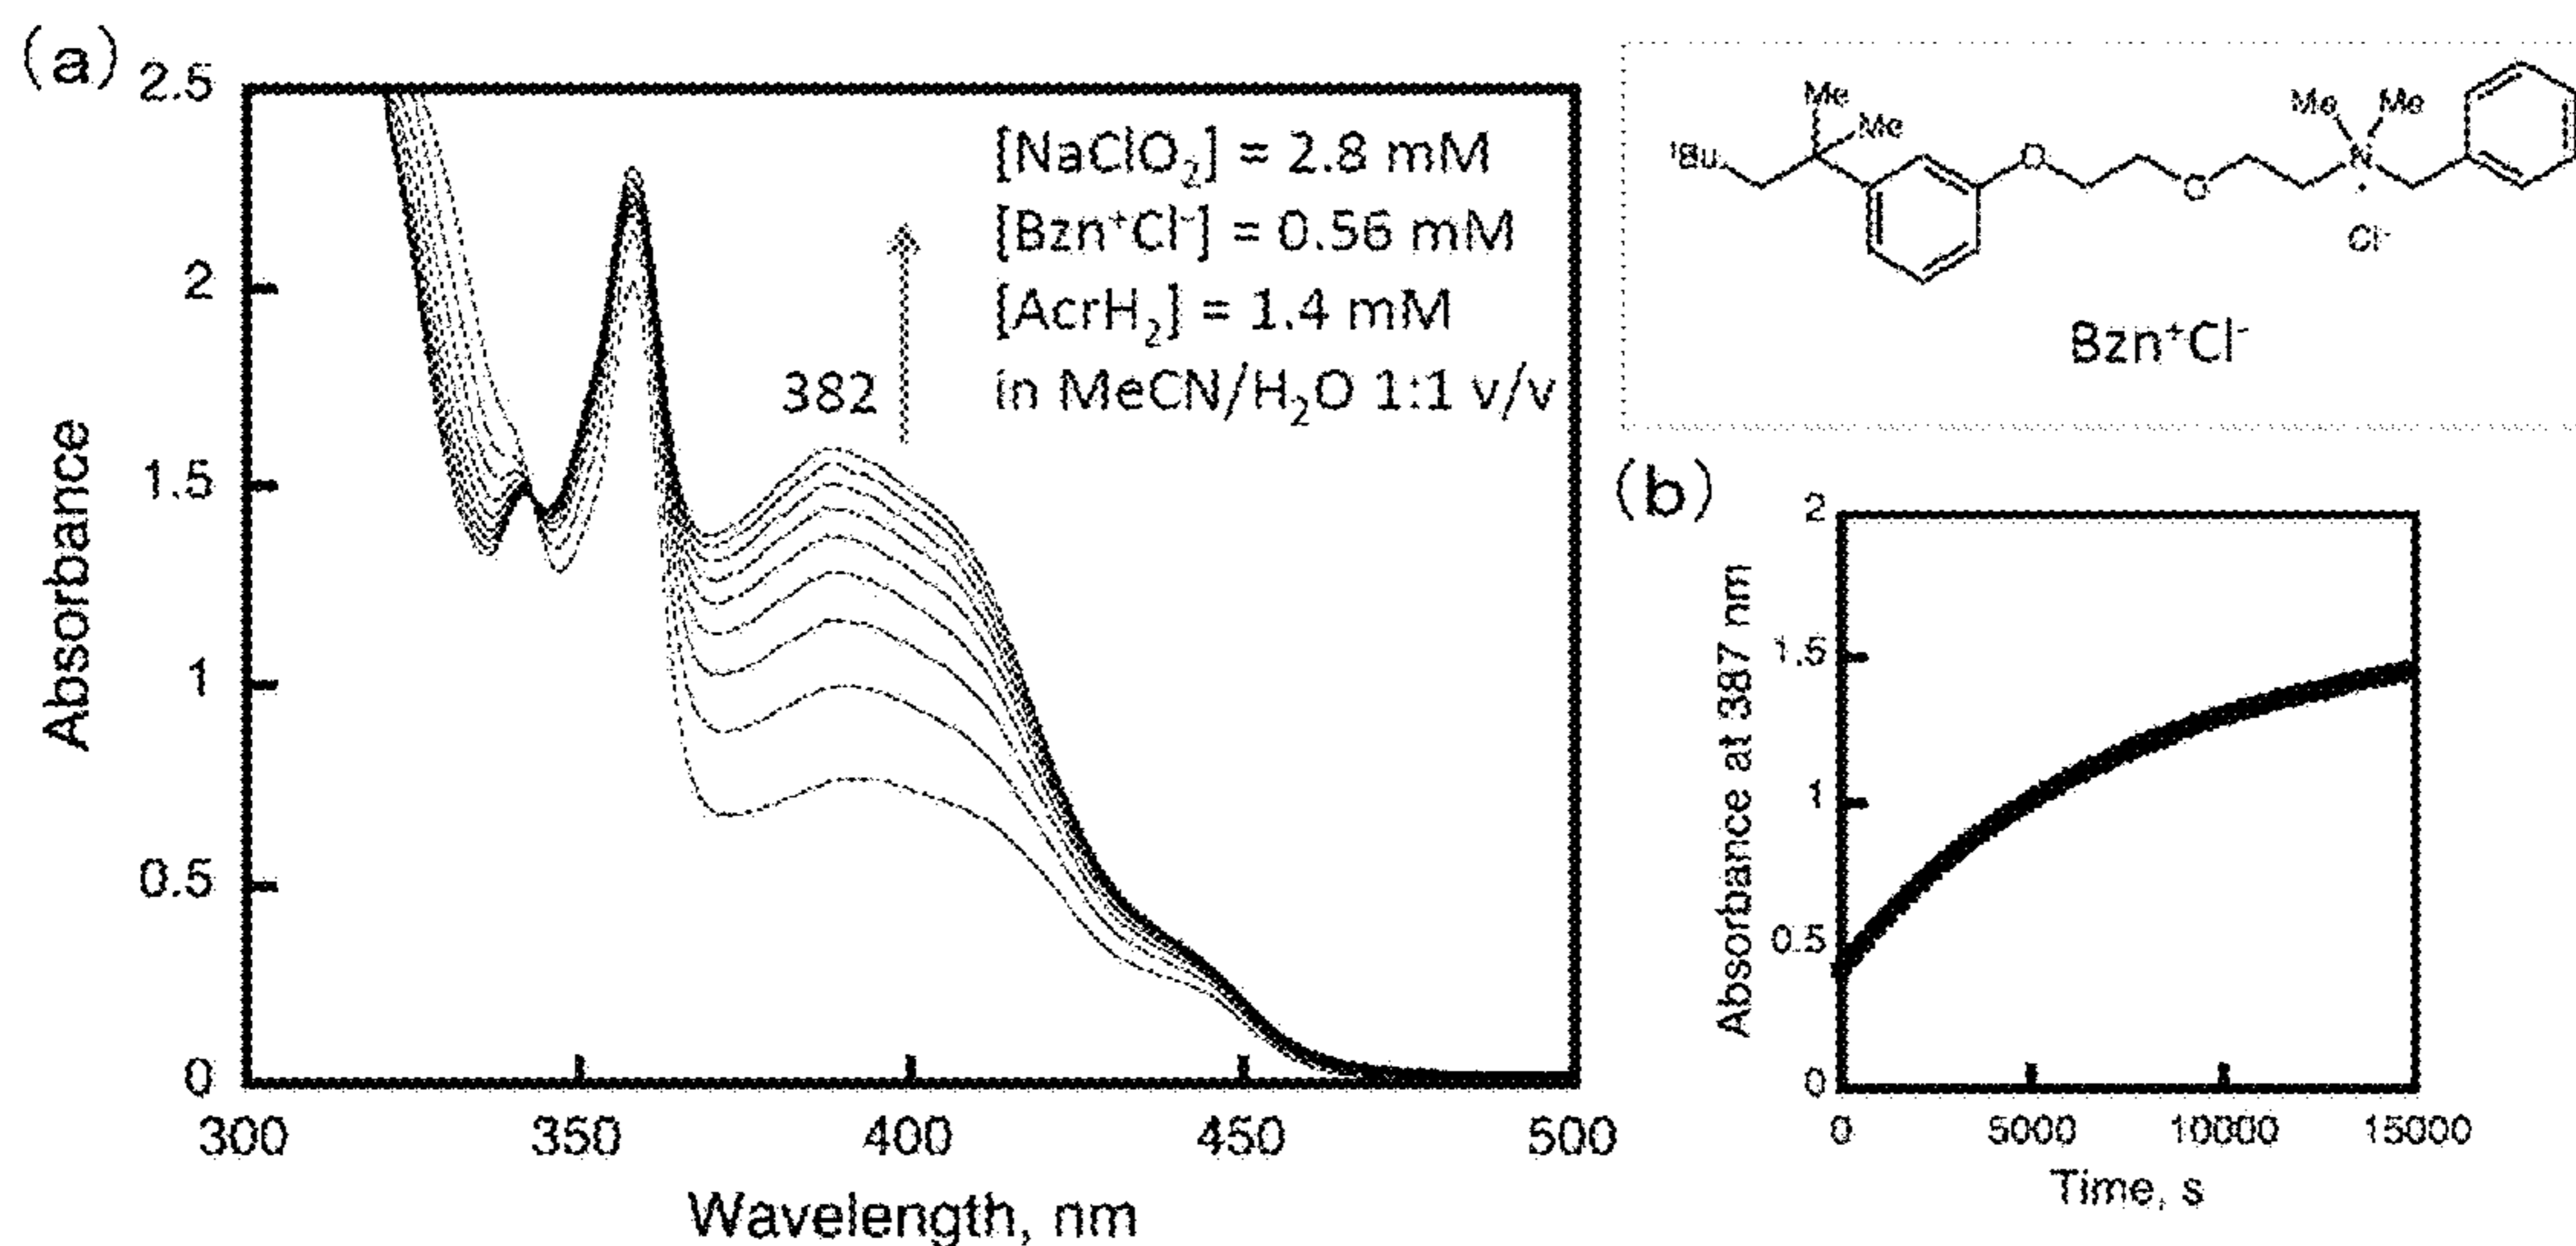 (a)
2.5
2
1.5
1
0.5
0
Absorbance
300 350 400 450 500
Wavelength, nm
382
[NaClO₂] = 2.8 mM
[Bzn⁺Cl⁻] = 0.56 mM
[AcrH₂] = 1.4 mM
in MeCN/H₂O 1:1 v/v
Me
Me
ᵗBu
O
O
Me Me
N
Cl⁻
Bzn⁺Cl⁻
(b)
2
1.5
1
0.5
0
Absorbance at 387 nm
0 5000 10000 15000
Time, s